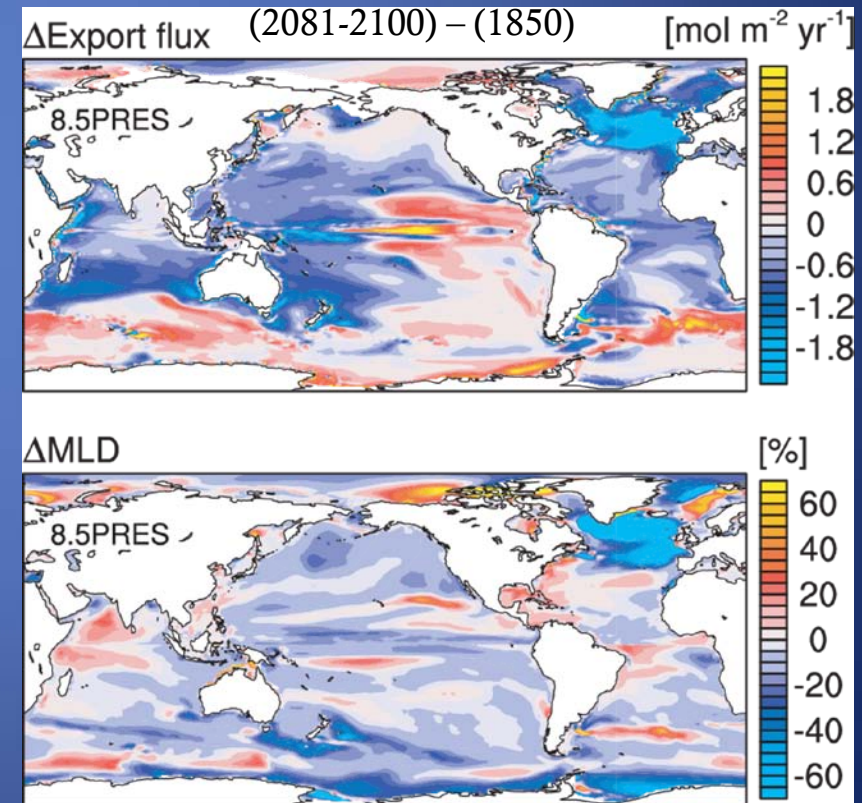 (2081-2100) – (1850)
ΔExport flux
[mol m⁻² yr⁻¹]
8.5PRES
1.8
1.2
0.6
0
-0.6
-1.2
-1.8
ΔMLD
[%]
8.5PRES
60
40
20
0
-20
-40
-60